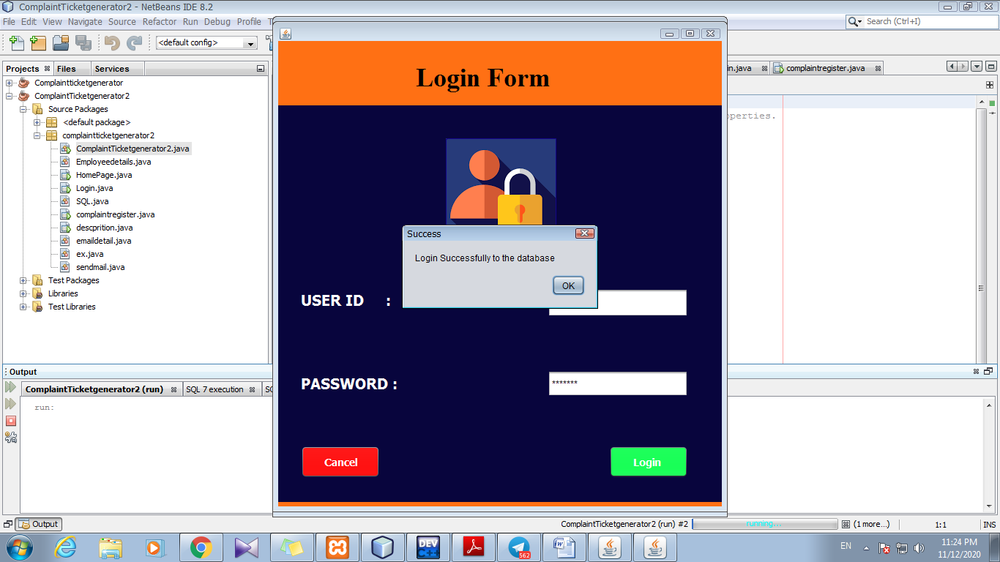 ComplaintTicketgenerator2 - NetBeans IDE 8.2
File Edit View Navigate Source Refactor Run Debug Profile
Search (Ctrl+I)
<default config>
Projects Files Services
in.java complaintregister.java
Complaintticketgenerator
ComplaintTicketgenerator2
Source Packages
<default package>
complaintticketgenerator2
ComplaintTicketgenerator2.java
Employeedetails.java
HomePage.java
Login.java
SQL.java
complaintregister.java
descprition.java
emaildetail.java
ex.java
sendmail.java
Test Packages
Libraries
Test Libraries
operties.
Login Form
Success
Login Successfully to the database
OK
USER ID :
PASSWORD :
*******
Cancel
Login
Output
ComplaintTicketgenerator2 (run) SQL 7 execution
run:
Output
ComplaintTicketgenerator2 (run) #2 running... (1 more...) 1:1 INS
DEV
C++
562
EN
11:24 PM
11/12/2020